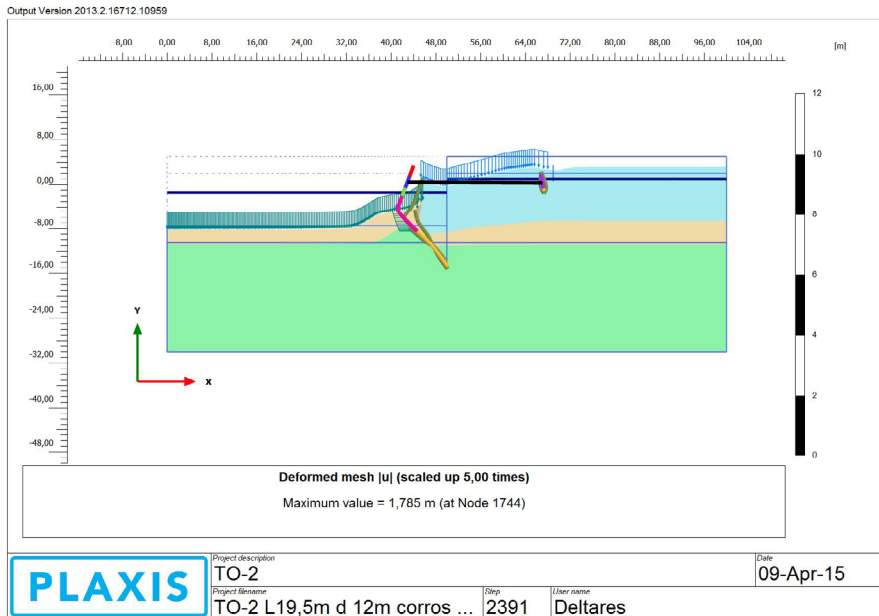 Output Version 2013.2.16712.10959
-8,00 0,00 8,00 16,00 24,00 32,00 40,00 48,00 56,00 64,00 72,00 80,00 88,00 96,00 104,00
[m]
16,00
8,00
0,00
-8,00
-16,00
-24,00
-32,00
-40,00
-48,00
12
10
8
6
4
2
0
Y
X
Deformed mesh |u| (scaled up 5,00 times)
Maximum value = 1,785 m (at Node 1744)
PLAXIS
Project description
TO-2
Date
09-Apr-15
Project filename
TO-2 L19,5m d 12m corros ...
Step
2391
User name
Deltares